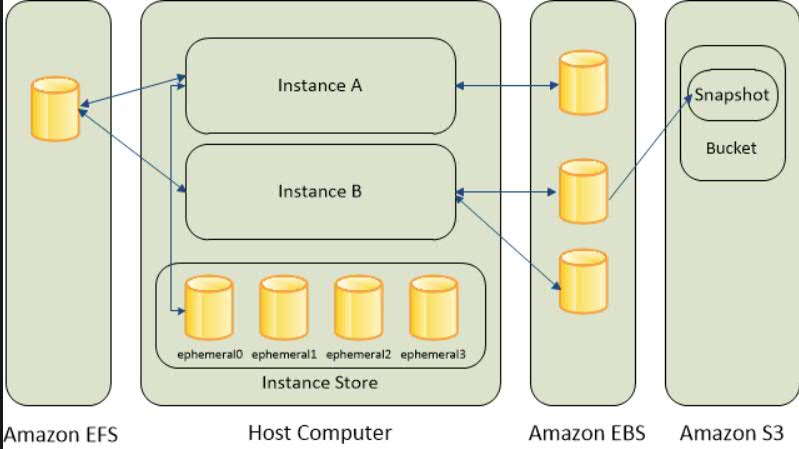 Instance A
Snapshot
Bucket
Instance B
ephemeral0 ephemeral1 ephemeral2 ephemeral3
Instance Store
Amazon EFS Host Computer Amazon EBS Amazon S3